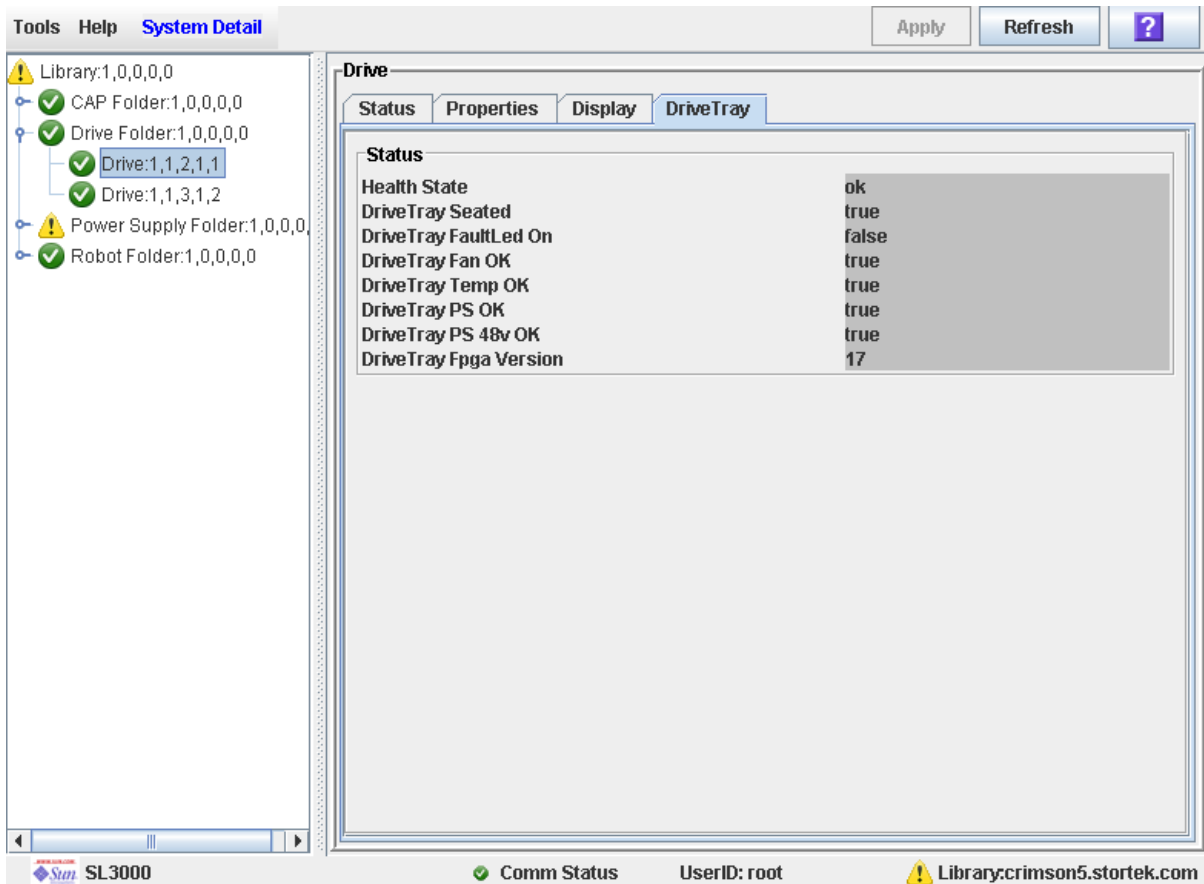 Tools Help System Detail Apply Refresh ?
Library:1,0,0,0,0
CAP Folder:1,0,0,0,0
Drive Folder:1,0,0,0,0
Drive:1,1,2,1,1
Drive:1,1,3,1,2
Power Supply Folder:1,0,0,0,
Robot Folder:1,0,0,0,0
Drive
Status Properties Display DriveTray
Status
Health State ok
DriveTray Seated true
DriveTray FaultLed On false
DriveTray Fan OK true
DriveTray Temp OK true
DriveTray PS OK true
DriveTray PS 48v OK true
DriveTray Fpga Version 17
Sun SL3000 Comm Status UserID: root Library:crimson5.stortek.com